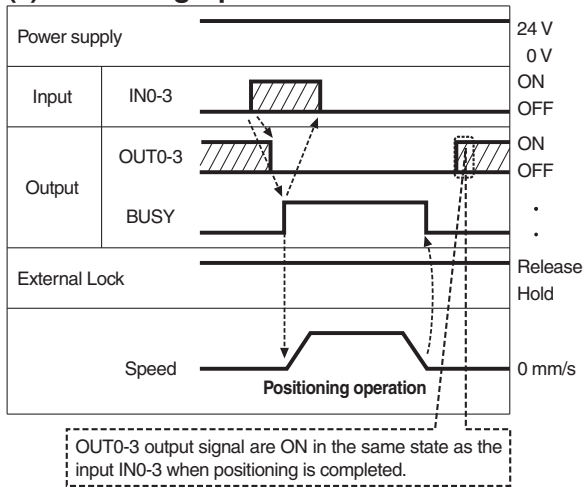 Power supply
24 V
0 V
Input
IN0-3
ON
OFF
Output
OUT0-3
ON
OFF
BUSY
External Lock
Release
Hold
Speed
0 mm/s
Positioning operation
OUT0-3 output signal are ON in the same state as the
input IN0-3 when positioning is completed.